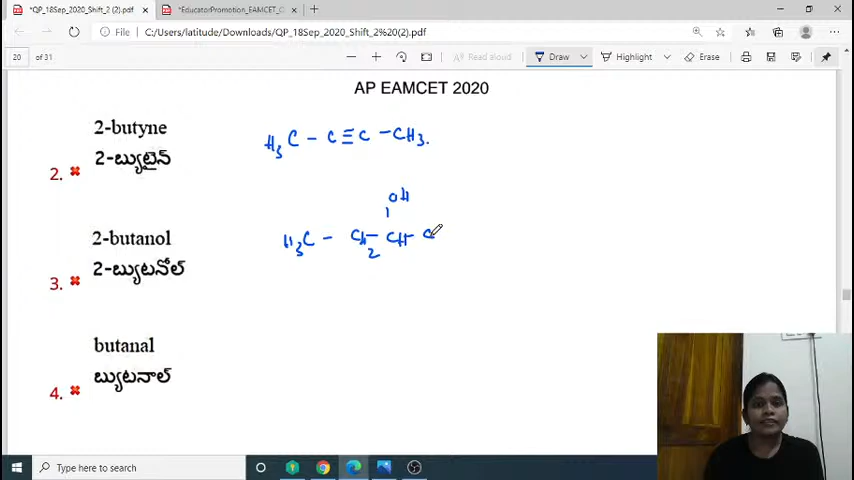 *QP_18Sep_2020_Shift_2 (2).pdf
*EducatorPromotion_EAMCET_C
File C:/Users/latitude/Downloads/QP_18Sep_2020_Shift_2%20(2).pdf
20 of 31
Read aloud Draw Highlight Erase
AP EAMCET 2020
2-butyne
2-బ్యుటైన్
2.
H3C - C ≡ C - CH3.
OH
2-butanol
H3C - CH2 - CH - C
2-బ్యుటనోల్
3.
butanal
బ్యుటనాల్
4.
Type here to search